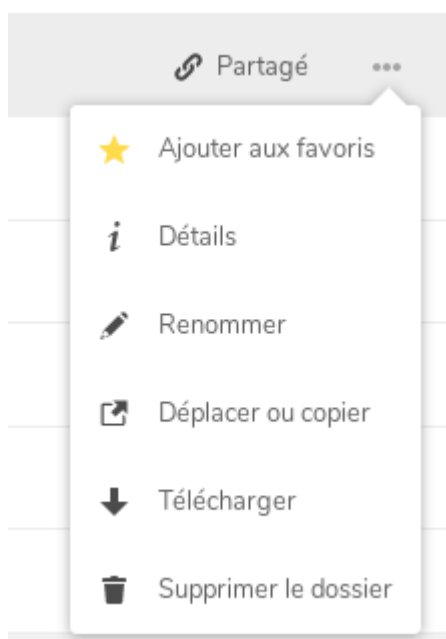 Partagé
Ajouter aux favoris
Détails
Renommer
Déplacer ou copier
Télécharger
Supprimer le dossier